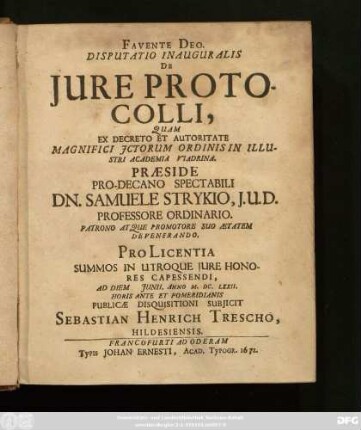 FAVENTE DEO.
DISPUTATIO INAUGURALIS
DE
JURE PROTO-
COLLI,
QUAM
EX DECRETO ET AUTORITATE
MAGNIFICI JCTORUM ORDINIS IN ILLU-
STRI ACADEMIA VIADRINA.
PRÆSIDE
PRO-DECANO SPECTABILI
DN. SAMUELE STRYKIO, J.U.D.
PROFESSORE ORDINARIO.
PATRONO ATQUE PROMOTORE SUO ÆTATEM
DEVENERANDO.
PRO LICENTIA
SUMMOS IN UTROQUE JURE HONO-
RES CAPESSENDI,
AD DIEM JUNII. ANNO M. DC. LXXII.
HORIS ANTE ET POMERIDIANIS
PUBLICÆ DISQUISITIONI SUBJICIT
SEBASTIAN HENRICH TRESCHO,
HILDESIENSIS.
FRANCOFURTI AD ODERAM
TYPIS JOHAN ERNESTI, ACAD. TYPOGR. 1671.
DFG